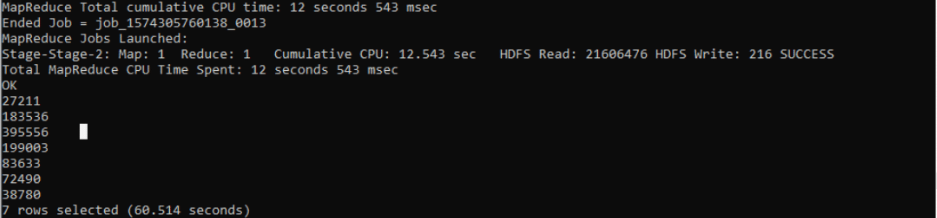 MapReduce Total cumulative CPU time: 12 seconds 543 msec
Ended Job = job_1574305760138_0013
MapReduce Jobs Launched:
Stage-Stage-2: Map: 1  Reduce: 1   Cumulative CPU: 12.543 sec   HDFS Read: 21606476 HDFS Write: 216 SUCCESS
Total MapReduce CPU Time Spent: 12 seconds 543 msec
OK
27211
183536
395556
199003
83633
72490
38780
7 rows selected (60.514 seconds)